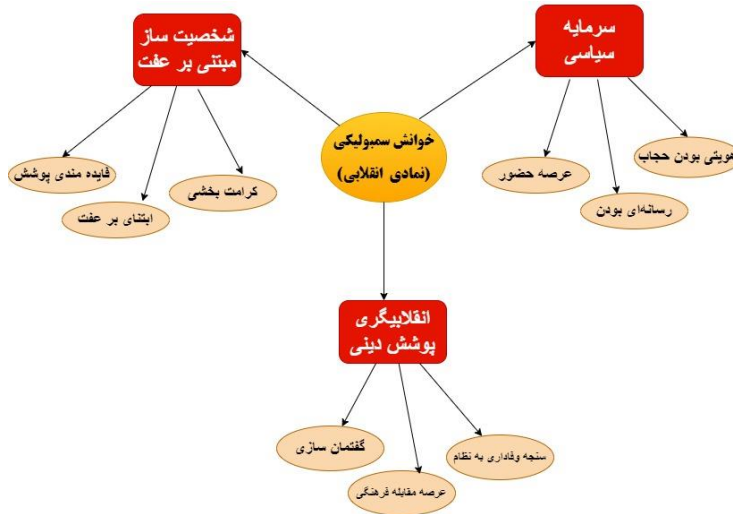 سرمایه
سیاسی
شخصیت ساز
مبتنی بر عفت
خوانش سمبولیکی
(نمادی انقلابی)
هویتی بودن حجاب
رسانه‌ای بودن
عرصه حضور
کرامت بخشی
ابتنای بر عفت
فایده مندی پوشش
انقلابیگری
پوشش دینی
سنجه وفاداری به نظام
عرصه مقابله فرهنگی
گفتمان سازی